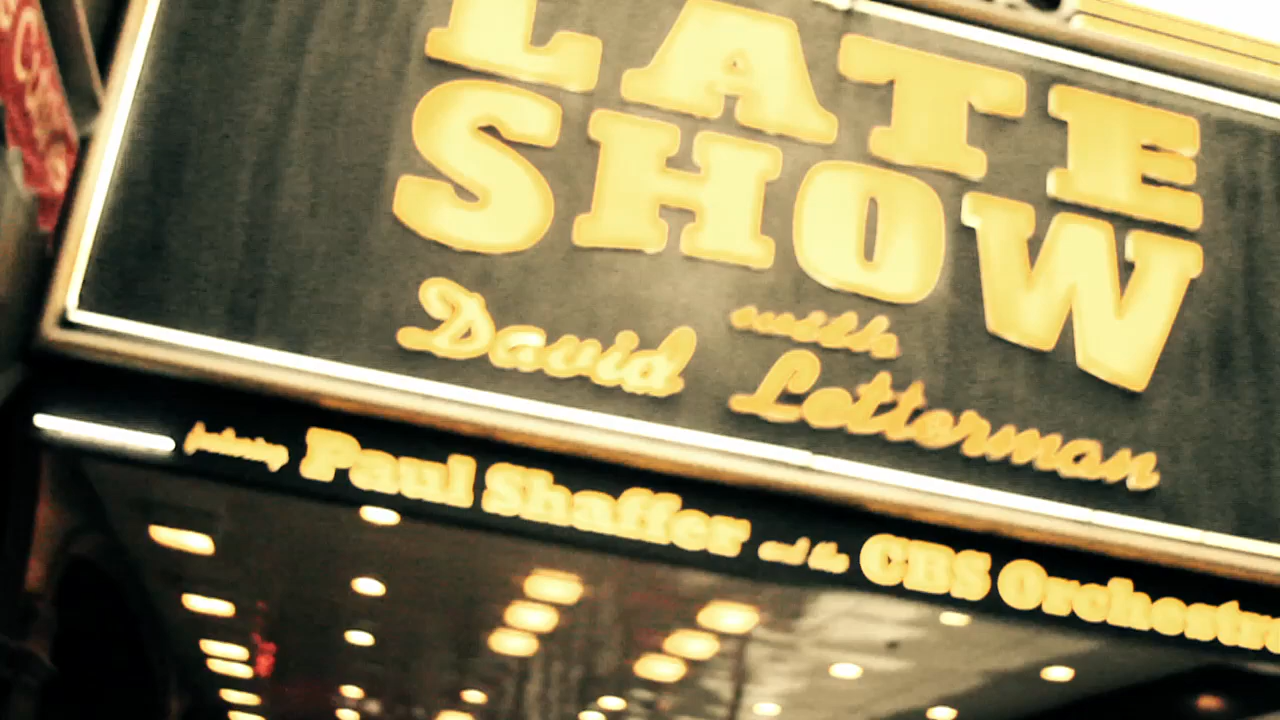 LATE
SHOW
with
David Letterman
featuring Paul Shaffer and the CBS Orchestra